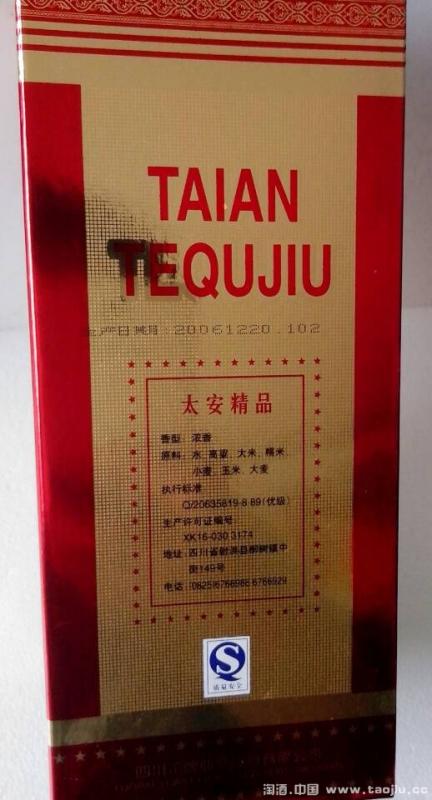 TAIAN
TEQUJIU
生产日期: 20061220.102
太安精品
香型: 浓香
原料: 水、高粱、大米、糯米、
小麦、玉米、大麦
执行标准
Q/20635819-8.89(优级)
生产许可证编号
XK16-030 3174
地址: 四川省射洪县柳树镇中
街149号
电话: (0825)6766988 6766929
质量安全
淘酒.中国 www.taojiu.cc